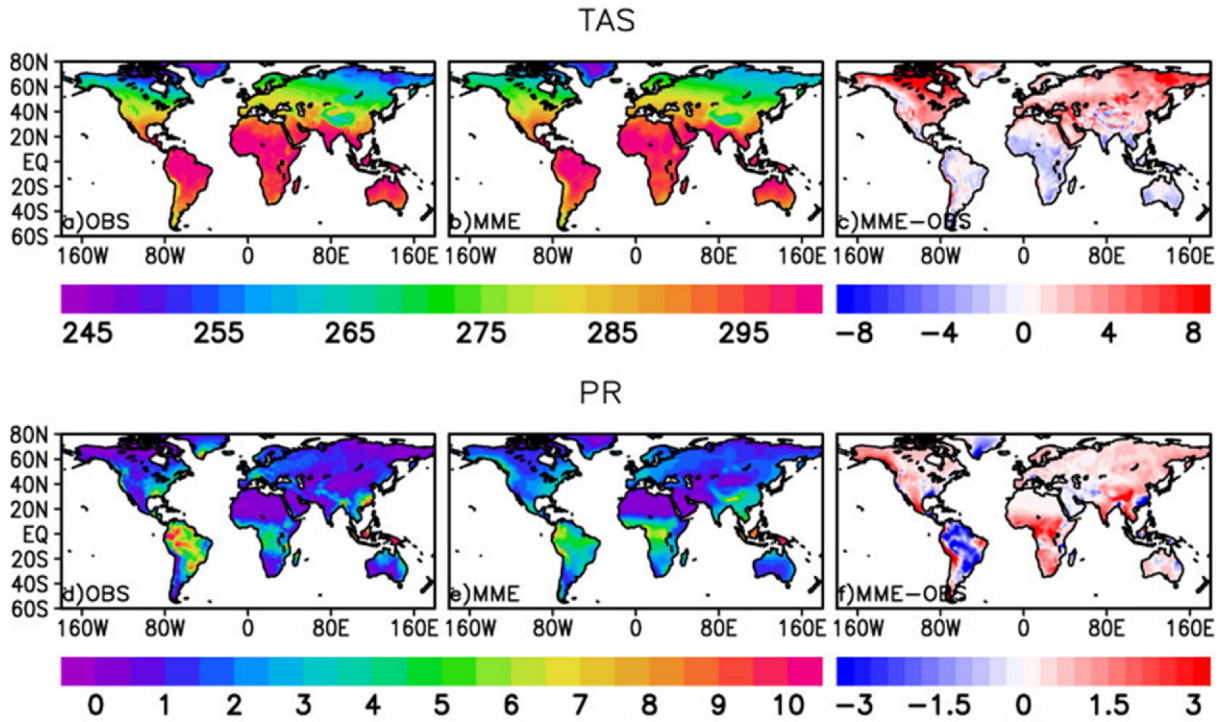 TAS
80N
60N
40N
20N
EQ
20S
40S
60S
a)OBS
b)MME
c)MME-OBS
160W 80W 0 80E 160E 160W 80W 0 80E 160E 160W 80W 0 80E 160E
245 255 265 275 285 295 -8 -4 0 4 8
PR
80N
60N
40N
20N
EQ
20S
40S
60S
d)OBS
e)MME
f)MME-OBS
160W 80W 0 80E 160E 160W 80W 0 80E 160E 160W 80W 0 80E 160E
0 1 2 3 4 5 6 7 8 9 10 -3 -1.5 0 1.5 3